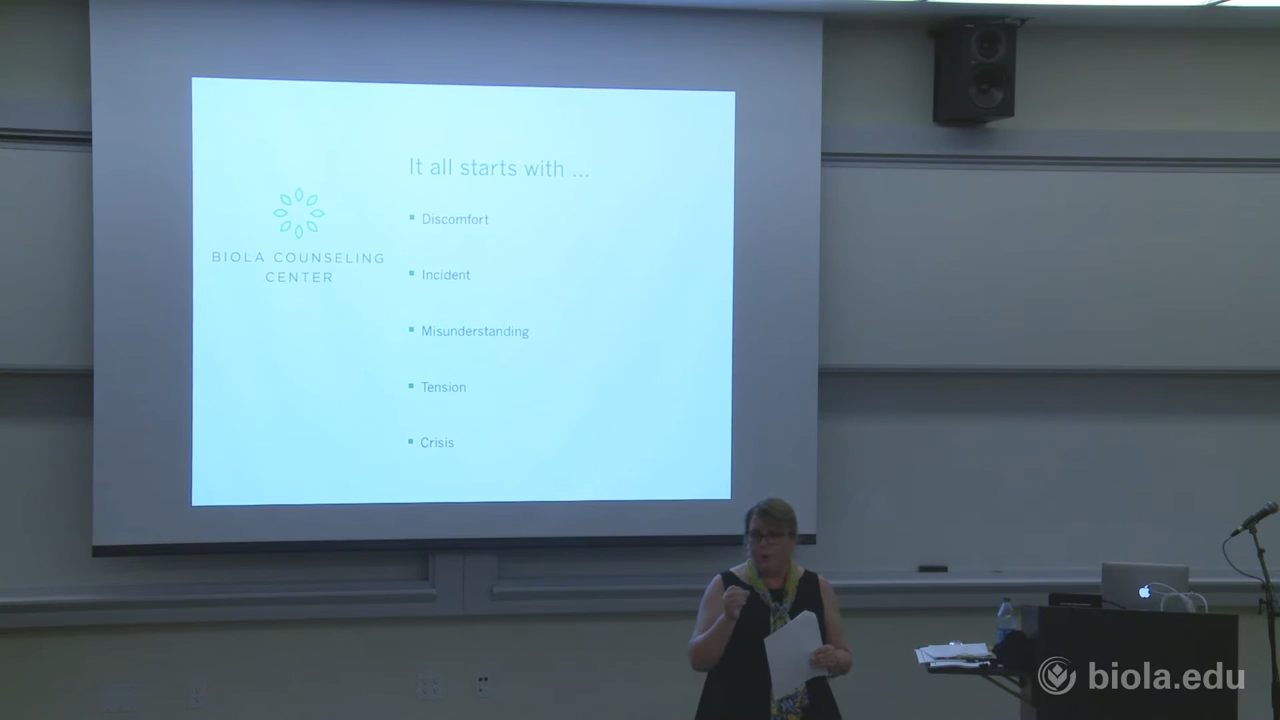 It all starts with ...
Discomfort
BIOLA COUNSELING
CENTER
Incident
Misunderstanding
Tension
Crisis
biola.edu